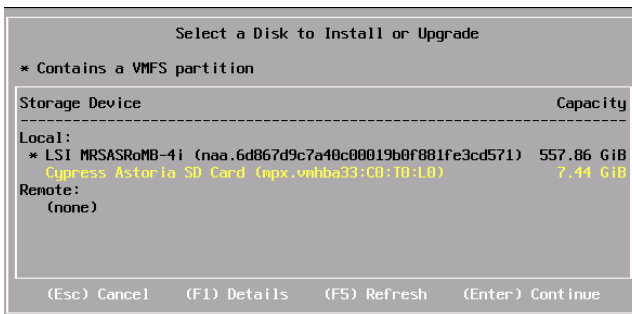 Select a Disk to Install or Upgrade
* Contains a VMFS partition
Storage Device Capacity
Local:
* LSI MRSASRoMB-4i (naa.6d867d9c7a40c00019b0f881fe3cd571) 557.86 GiB
Cypress Astoria SD Card (mpx.vmhba33:C0:T0:L0) 7.44 GiB
Remote:
(none)
(Esc) Cancel (F1) Details (F5) Refresh (Enter) Continue